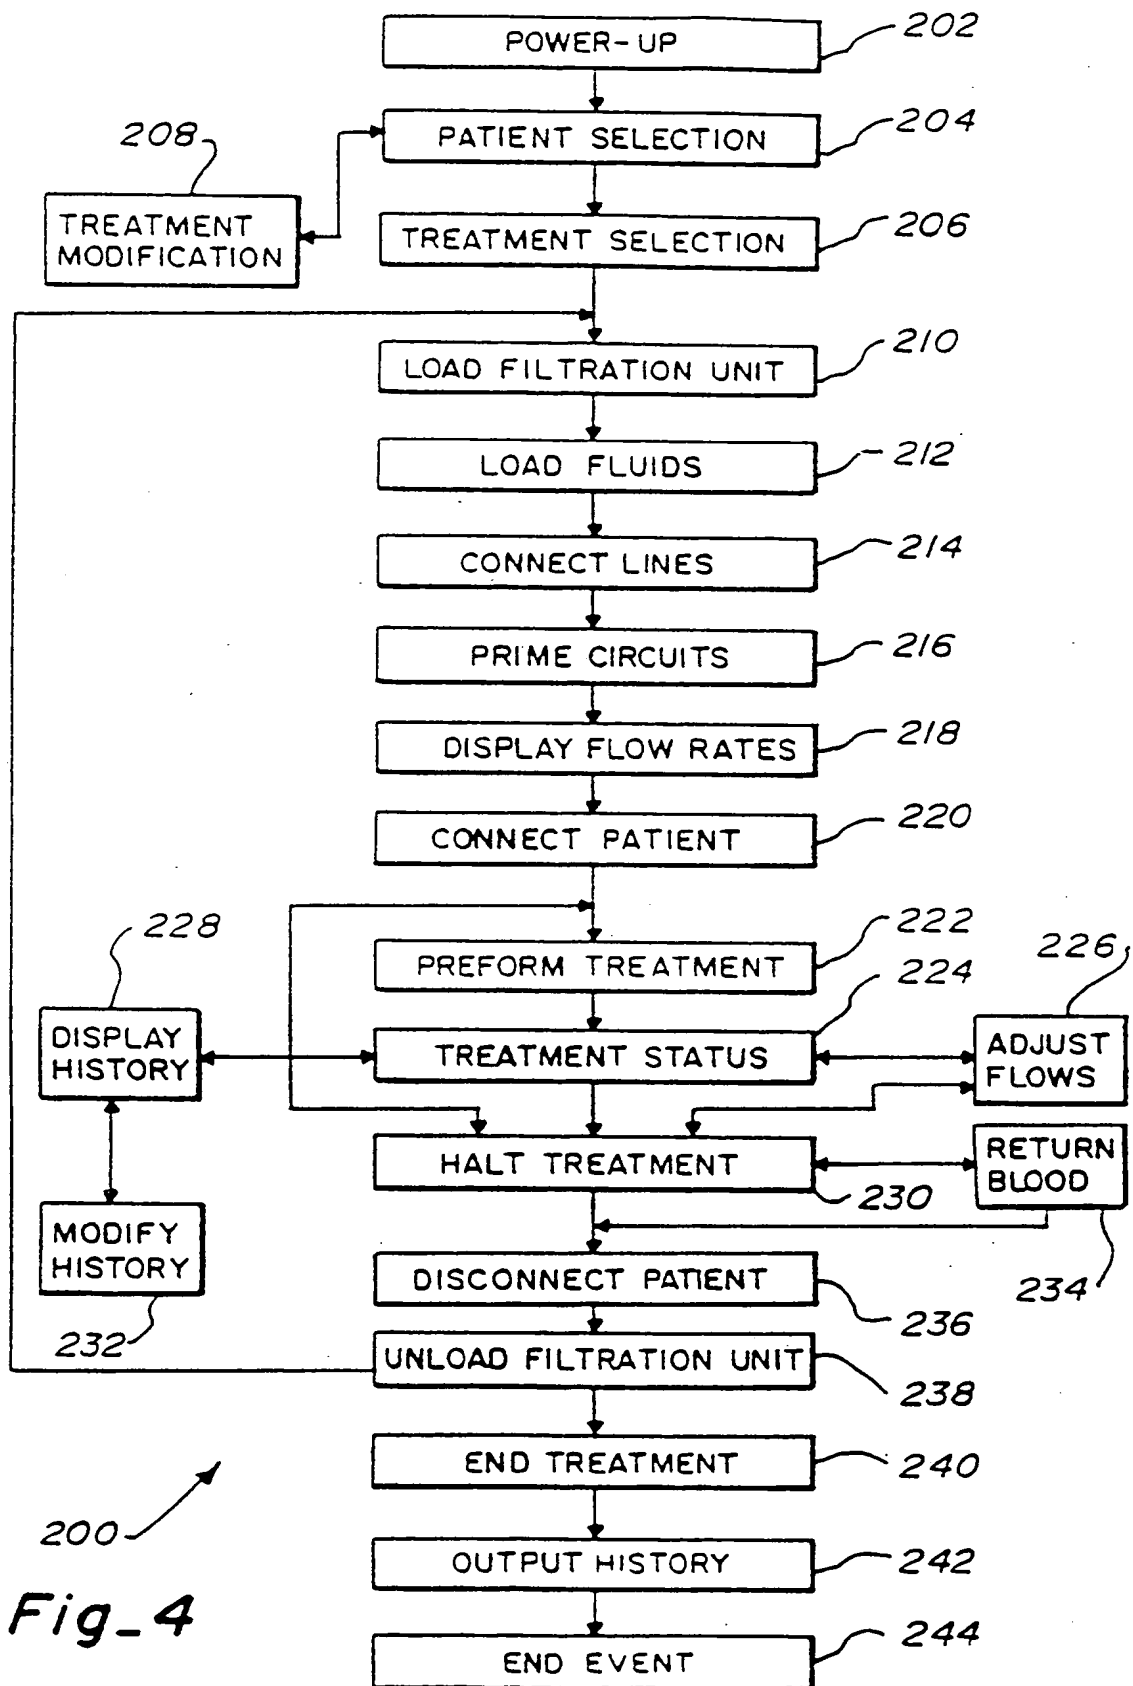 POWER-UP
202
PATIENT SELECTION
204
208
TREATMENT
MODIFICATION
TREATMENT SELECTION
206
LOAD FILTRATION UNIT
210
LOAD FLUIDS
212
CONNECT LINES
214
PRIME CIRCUITS
216
DISPLAY FLOW RATES
218
CONNECT PATIENT
220
PREFORM TREATMENT
222
228
DISPLAY
HISTORY
TREATMENT STATUS
224
226
ADJUST
FLOWS
HALT TREATMENT
230
RETURN
BLOOD
234
MODIFY
HISTORY
232
DISCONNECT PATIENT
236
UNLOAD FILTRATION UNIT
238
END TREATMENT
240
200
OUTPUT HISTORY
242
END EVENT
244
Fig_4